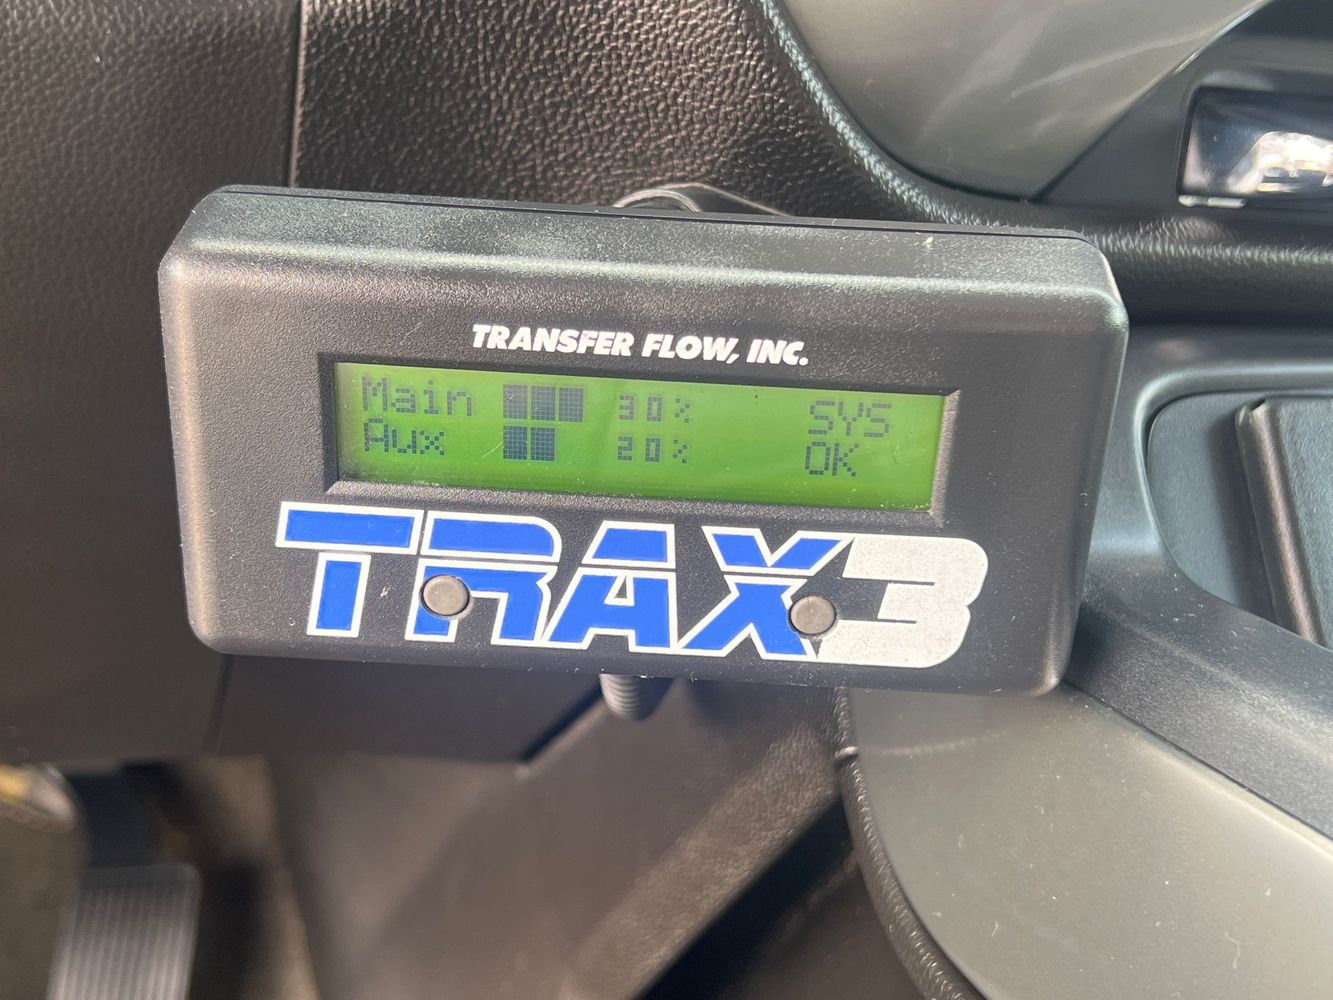 TRANSFER FLOW, INC.
Main 30% SYS
Aux 20% OK
TRAX3